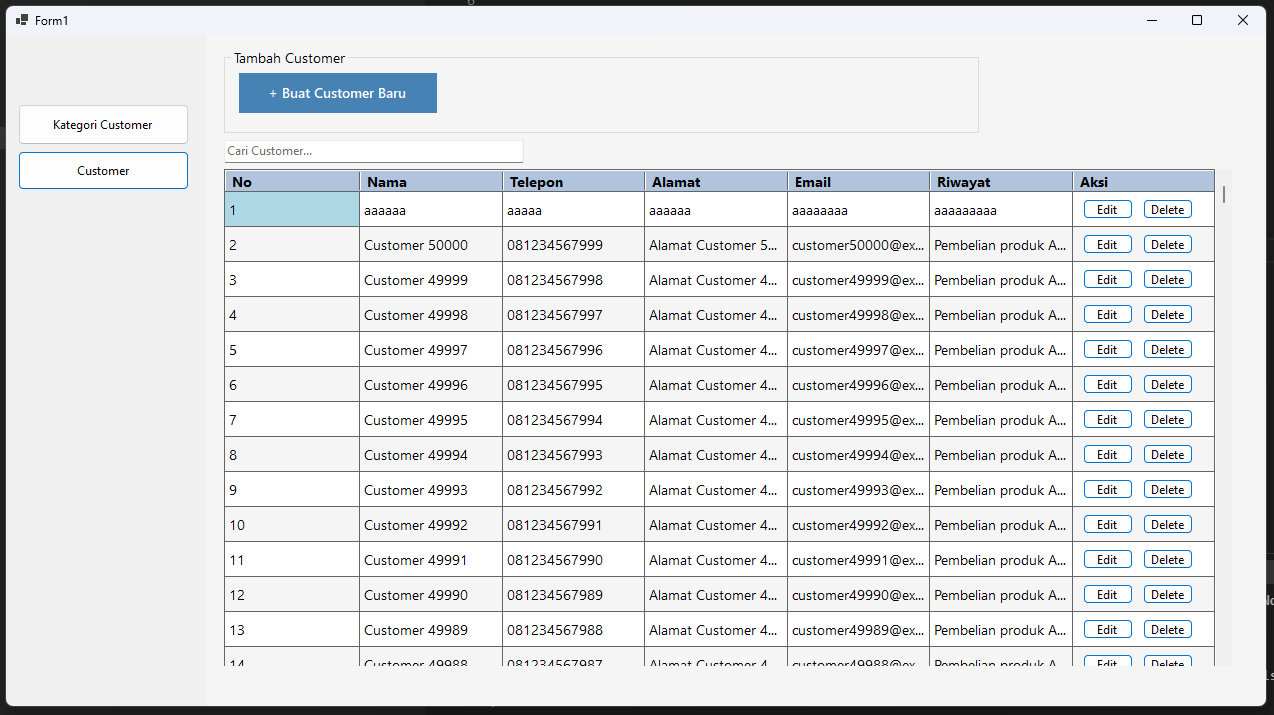 Form1
Kategori Customer
Customer
Tambah Customer
+ Buat Customer Baru
Cari Customer...
No Nama Telepon Alamat Email Riwayat Aksi
1 aaaaaa aaaaa aaaaaa aaaaaaaa aaaaaaaaa Edit Delete
2 Customer 50000 081234567999 Alamat Customer 5... customer50000@ex... Pembelian produk A... Edit Delete
3 Customer 49999 081234567998 Alamat Customer 4... customer49999@ex... Pembelian produk A... Edit Delete
4 Customer 49998 081234567997 Alamat Customer 4... customer49998@ex... Pembelian produk A... Edit Delete
5 Customer 49997 081234567996 Alamat Customer 4... customer49997@ex... Pembelian produk A... Edit Delete
6 Customer 49996 081234567995 Alamat Customer 4... customer49996@ex... Pembelian produk A... Edit Delete
7 Customer 49995 081234567994 Alamat Customer 4... customer49995@ex... Pembelian produk A... Edit Delete
8 Customer 49994 081234567993 Alamat Customer 4... customer49994@ex... Pembelian produk A... Edit Delete
9 Customer 49993 081234567992 Alamat Customer 4... customer49993@ex... Pembelian produk A... Edit Delete
10 Customer 49992 081234567991 Alamat Customer 4... customer49992@ex... Pembelian produk A... Edit Delete
11 Customer 49991 081234567990 Alamat Customer 4... customer49991@ex... Pembelian produk A... Edit Delete
12 Customer 49990 081234567989 Alamat Customer 4... customer49990@ex... Pembelian produk A... Edit Delete
13 Customer 49989 081234567988 Alamat Customer 4... customer49989@ex... Pembelian produk A... Edit Delete
14 Customer 49988 081234567987 Alamat Customer 4... customer49988@ex... Pembelian produk A... Edit Delete